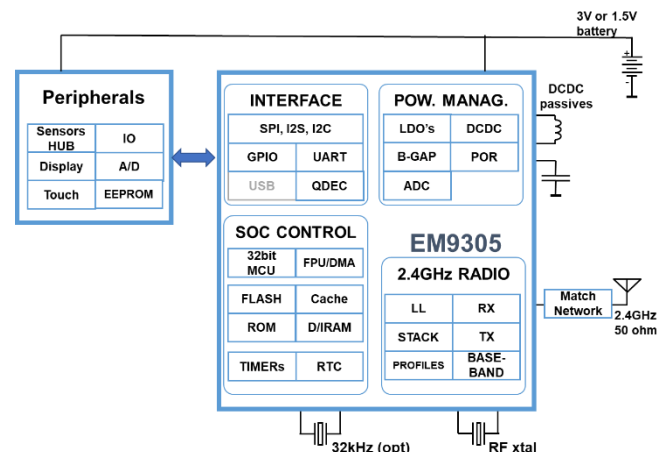 3V or 1.5V
battery
Peripherals
Sensors
HUB
IO
Display
A/D
Touch
EEPROM
INTERFACE
SPI, I2S, I2C
GPIO
UART
USB
QDEC
POW. MANAG.
LDO's
DCDC
B-GAP
POR
ADC
DCDC
passives
SOC CONTROL
32bit
MCU
FPU/DMA
FLASH
Cache
ROM
D/IRAM
TIMERs
RTC
EM9305
2.4GHz RADIO
LL
RX
STACK
TX
PROFILES
BASE-
BAND
Match
Network
2.4GHz
50 ohm
32kHz (opt)
RF xtal